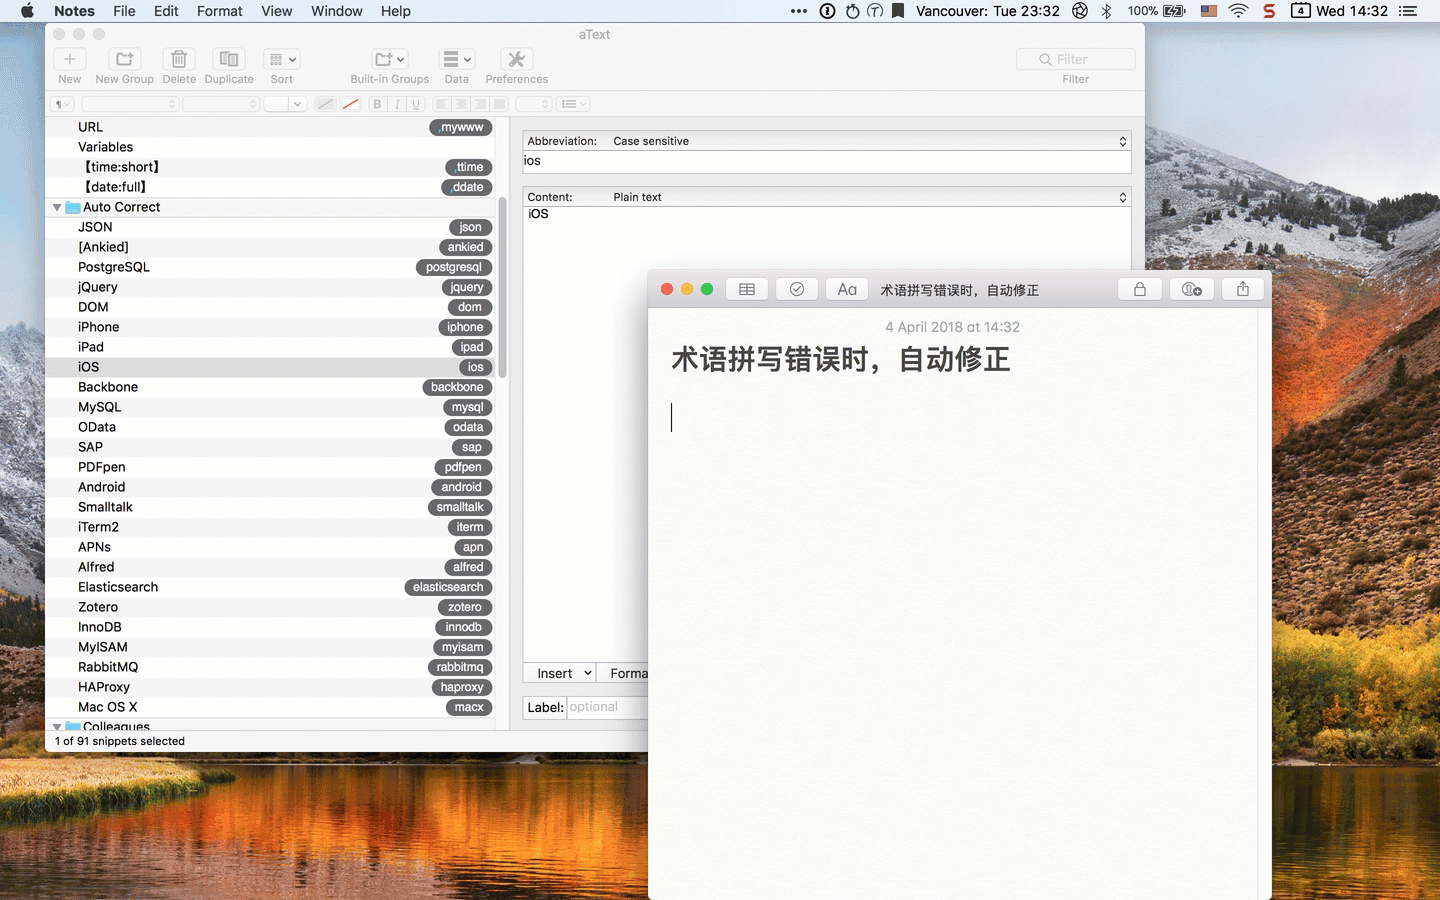 Notes File Edit Format View Window Help
Vancouver: Tue 23:32 100% 4 Wed 14:32
aText
New New Group Delete Duplicate Sort Built-in Groups Data Preferences
Filter
Filter
B I U
URL ,mywww
Variables
【time:short】 ,ttime
【date:full】 ,ddate
Auto Correct
JSON json
[Ankied] ankied
PostgreSQL postgresql
jQuery jquery
DOM dom
iPhone iphone
iPad ipad
iOS ios
Backbone backbone
MySQL mysql
OData odata
SAP sap
PDFpen pdfpen
Android android
Smalltalk smalltalk
iTerm2 iterm
APNs apn
Alfred alfred
Elasticsearch elasticsearch
Zotero zotero
InnoDB innodb
MyISAM myisam
RabbitMQ rabbitmq
HAProxy haproxy
Mac OS X macx
Colleagues
1 of 91 snippets selected
Abbreviation: Case sensitive
ios
Content: Plain text
iOS
Insert Forma
Label: optional
Aa 术语拼写错误时，自动修正
4 April 2018 at 14:32
术语拼写错误时，自动修正